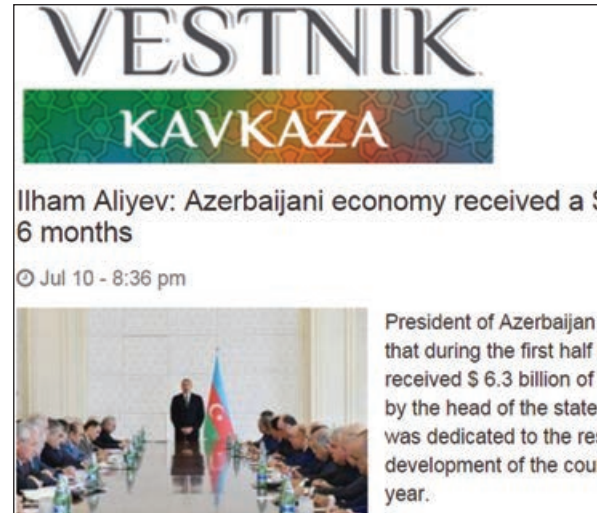 VESTNIK
KAVKAZA
Ilham Aliyev: Azerbaijani economy received a $
6 months
Jul 10 - 8:36 pm
President of Azerbaijan
that during the first half
received $ 6.3 billion of
by the head of the state
was dedicated to the res
development of the cou
year.